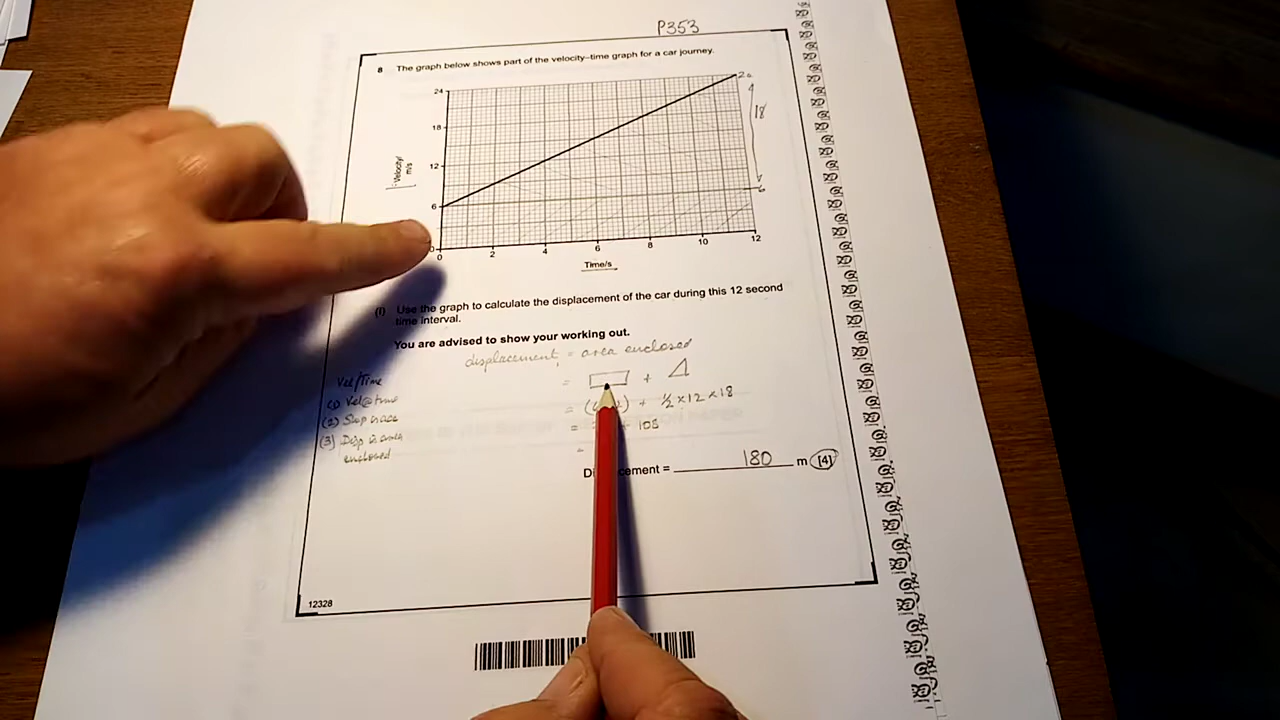 P353
8 The graph below shows part of the velocity–time graph for a car journey.
24
18
12
6
0
Velocity/
m/s
24
18
6
0 2 4 6 8 10 12
Time/s
(i) Use the graph to calculate the displacement of the car during this 12 second
time interval.
You are advised to show your working out.
displacement = area enclosed
= +
= ( ) + ½ × 12 × 18
= + 108
=
Displacement = 180 m [4]
Vel/Time
(1) Vel@time
(2) Slop is acc
(3) Disp is area
enclosed
12328